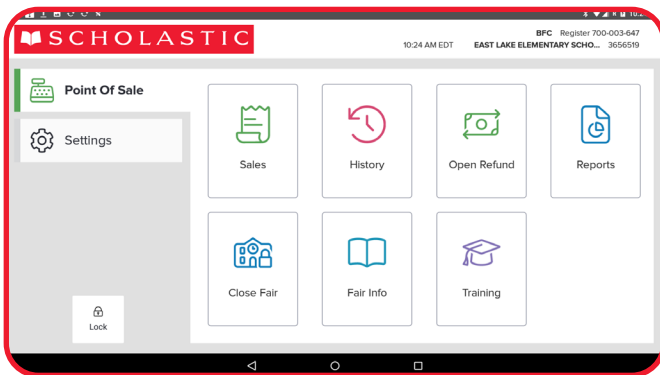 SCHOLASTIC
BFC Register 700-003-647
10:24 AM EDT EAST LAKE ELEMENTARY SCHO... 3656519
Point Of Sale
Settings
Sales
History
Open Refund
Reports
Close Fair
Fair Info
Training
Lock